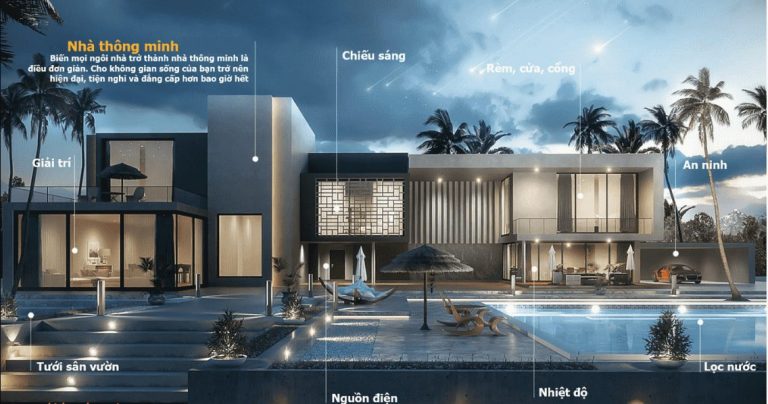 Nhà thông minh
Biến mọi ngôi nhà trở thành nhà thông minh là
điều đơn giản. Cho không gian sống của bạn trở nên
hiện đại, tiện nghi và đẳng cấp hơn bao giờ hết
Chiếu sáng
Rèm, cửa, cổng
Giải trí
An ninh
Tưới sân vườn
Nguồn điện
Nhiệt độ
Lọc nước